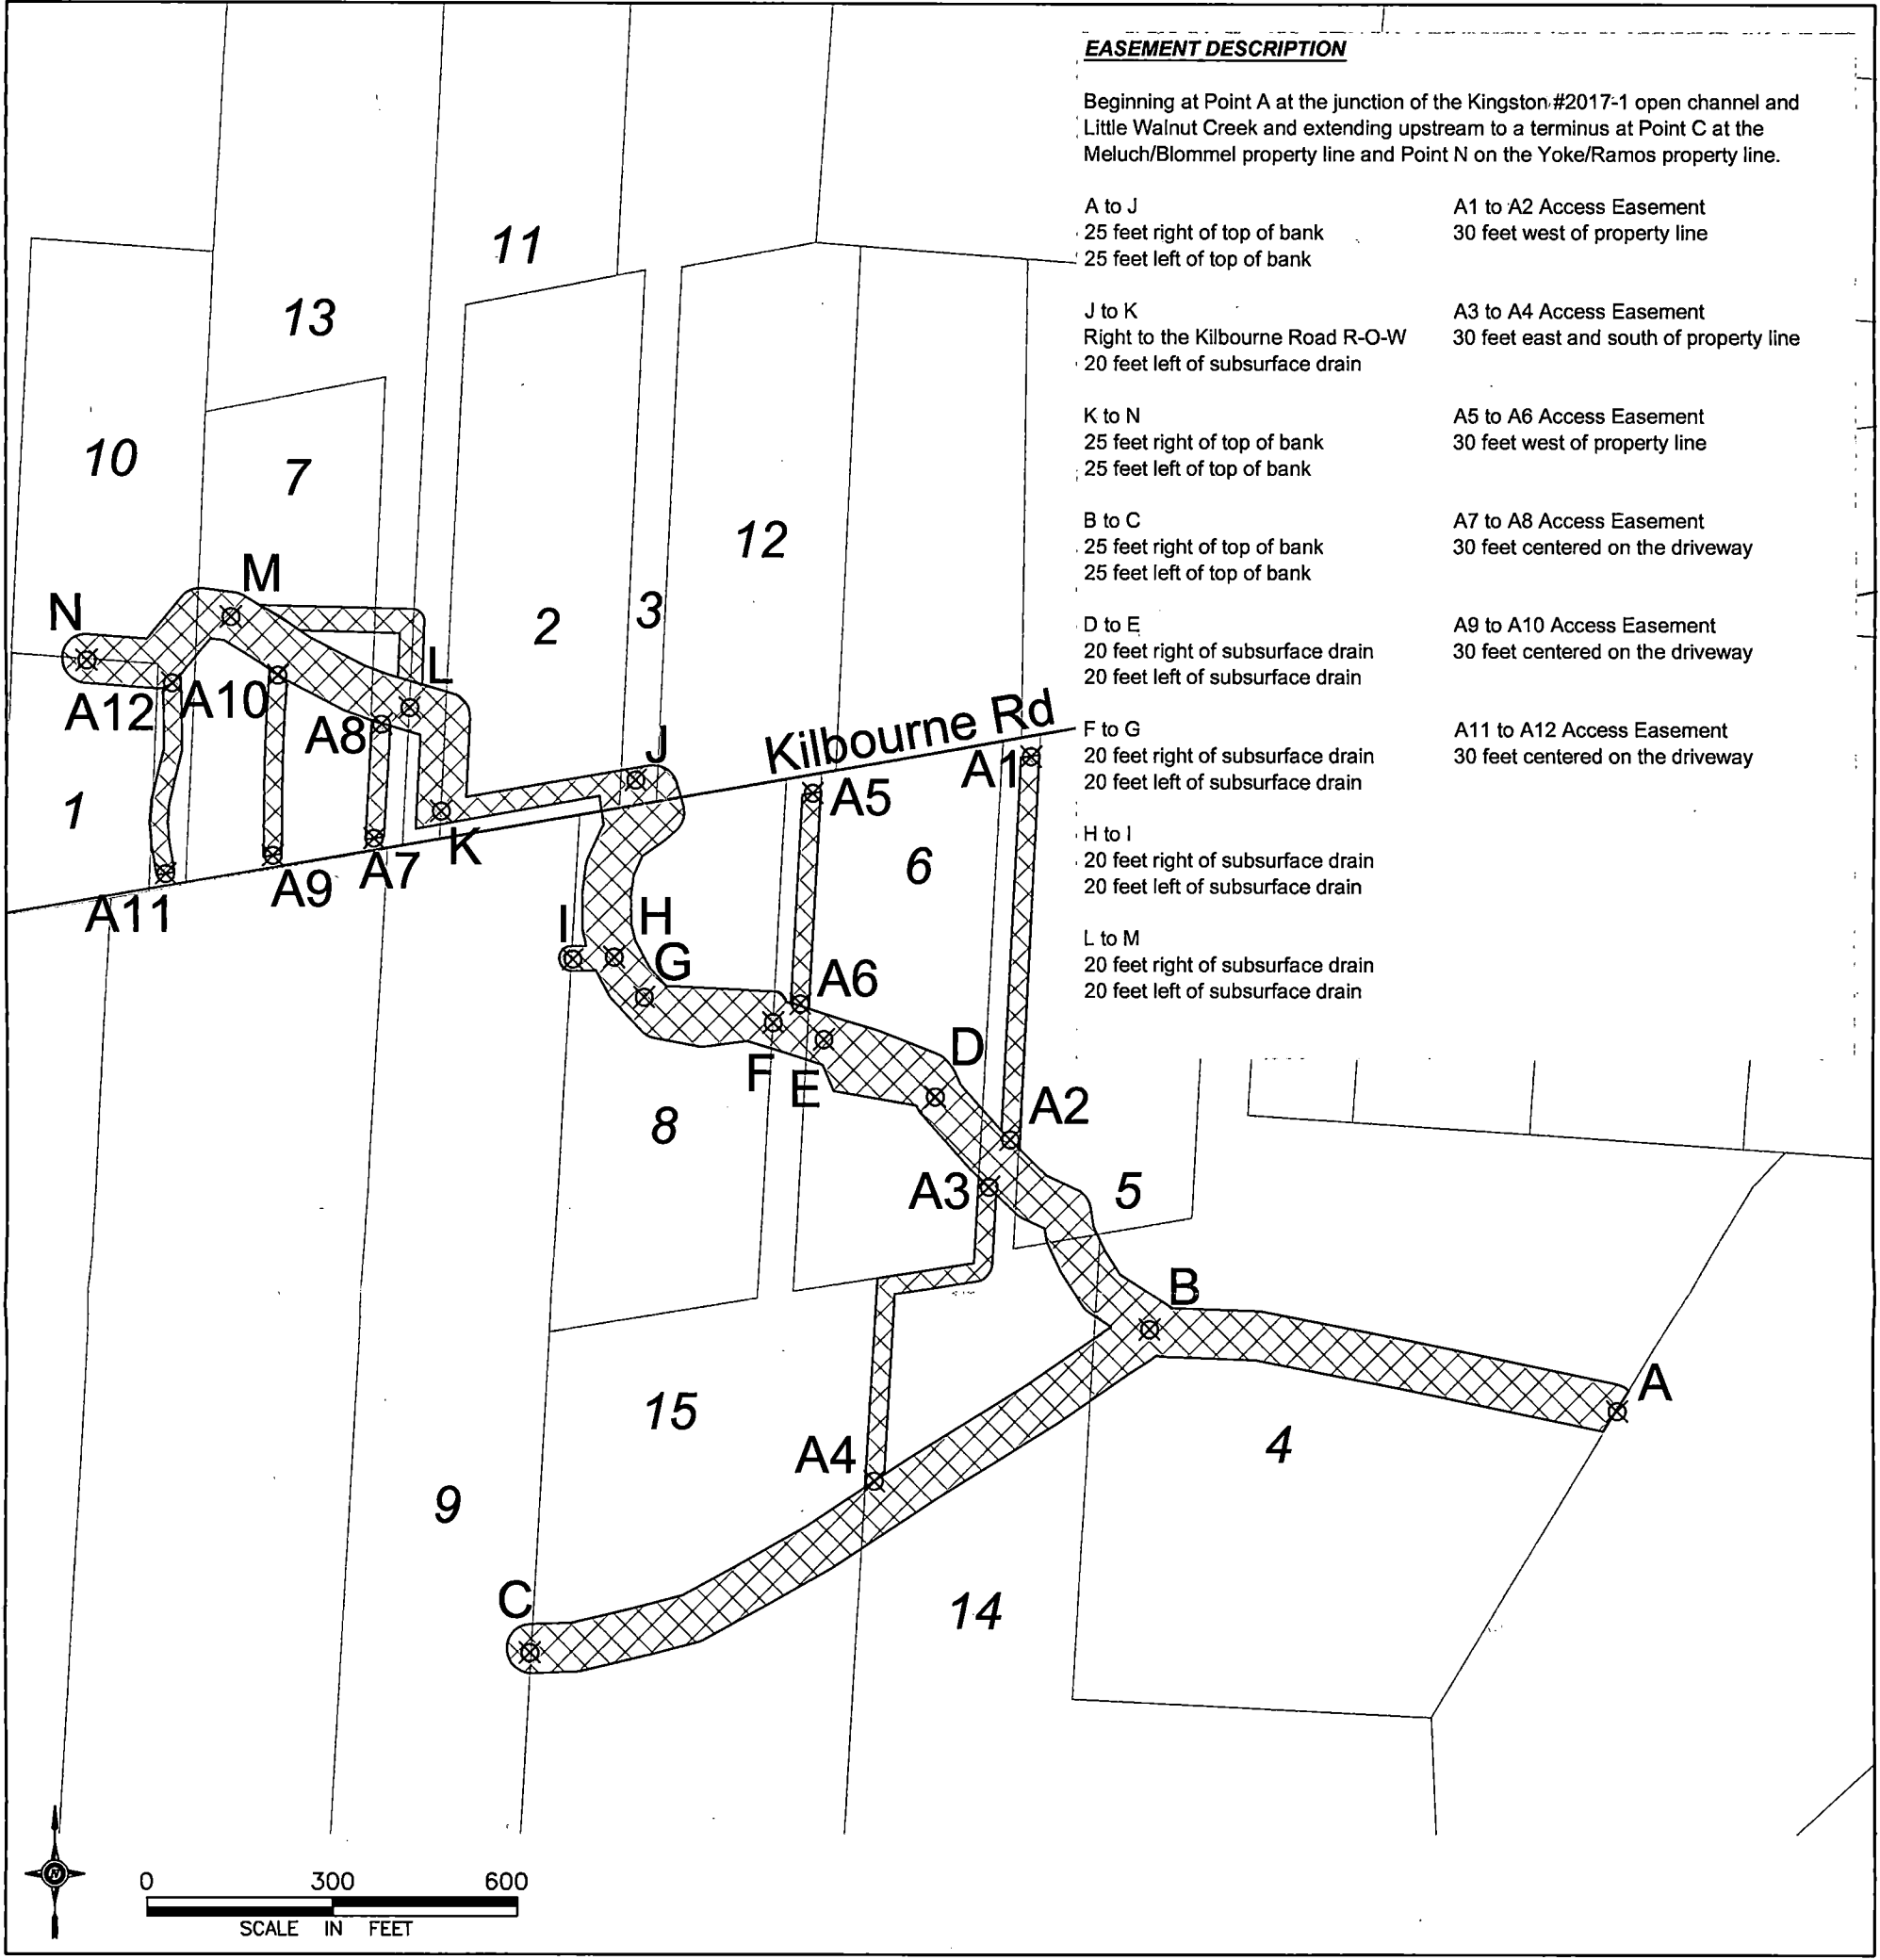 EASEMENT DESCRIPTION
Beginning at Point A at the junction of the Kingston #2017-1 open channel and
Little Walnut Creek and extending upstream to a terminus at Point C at the
Meluch/Blommel property line and Point N on the Yoke/Ramos property line.
A to J
25 feet right of top of bank
25 feet left of top of bank
J to K
Right to the Kilbourne Road R-O-W
20 feet left of subsurface drain
K to N
25 feet right of top of bank
25 feet left of top of bank
B to C
25 feet right of top of bank
25 feet left of top of bank
D to E
20 feet right of subsurface drain
20 feet left of subsurface drain
F to G
20 feet right of subsurface drain
20 feet left of subsurface drain
H to I
20 feet right of subsurface drain
20 feet left of subsurface drain
L to M
20 feet right of subsurface drain
20 feet left of subsurface drain
A1 to A2 Access Easement
30 feet west of property line
A3 to A4 Access Easement
30 feet east and south of property line
A5 to A6 Access Easement
30 feet west of property line
A7 to A8 Access Easement
30 feet centered on the driveway
A9 to A10 Access Easement
30 feet centered on the driveway
A11 to A12 Access Easement
30 feet centered on the driveway
11
13
10
7
12
2
3
M
N
L
A12
A10
A8
J
Kilbourne Rd
A1
A5
1
K
A7
A9
A11
6
I
H
G
A6
D
F
E
8
A2
A3
5
B
A
15
4
A4
9
C
14
N
0 300 600
SCALE IN FEET